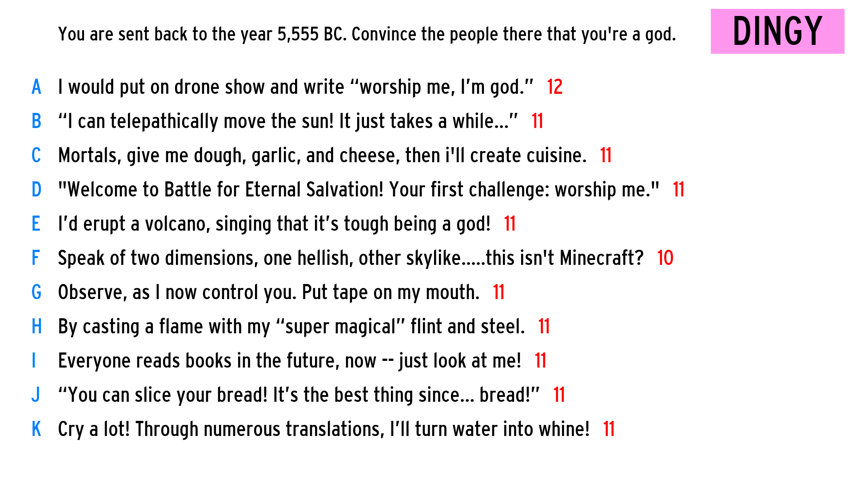 You are sent back to the year 5,555 BC. Convince the people there that you're a god.
DINGY
A I would put on drone show and write “worship me, I’m god.” 12
B “I can telepathically move the sun! It just takes a while...” 11
C Mortals, give me dough, garlic, and cheese, then i'll create cuisine. 11
D "Welcome to Battle for Eternal Salvation! Your first challenge: worship me." 11
E I’d erupt a volcano, singing that it’s tough being a god! 11
F Speak of two dimensions, one hellish, other skylike.....this isn't Minecraft? 10
G Observe, as I now control you. Put tape on my mouth. 11
H By casting a flame with my “super magical” flint and steel. 11
I Everyone reads books in the future, now -- just look at me! 11
J “You can slice your bread! It’s the best thing since... bread!” 11
K Cry a lot! Through numerous translations, I’ll turn water into whine! 11